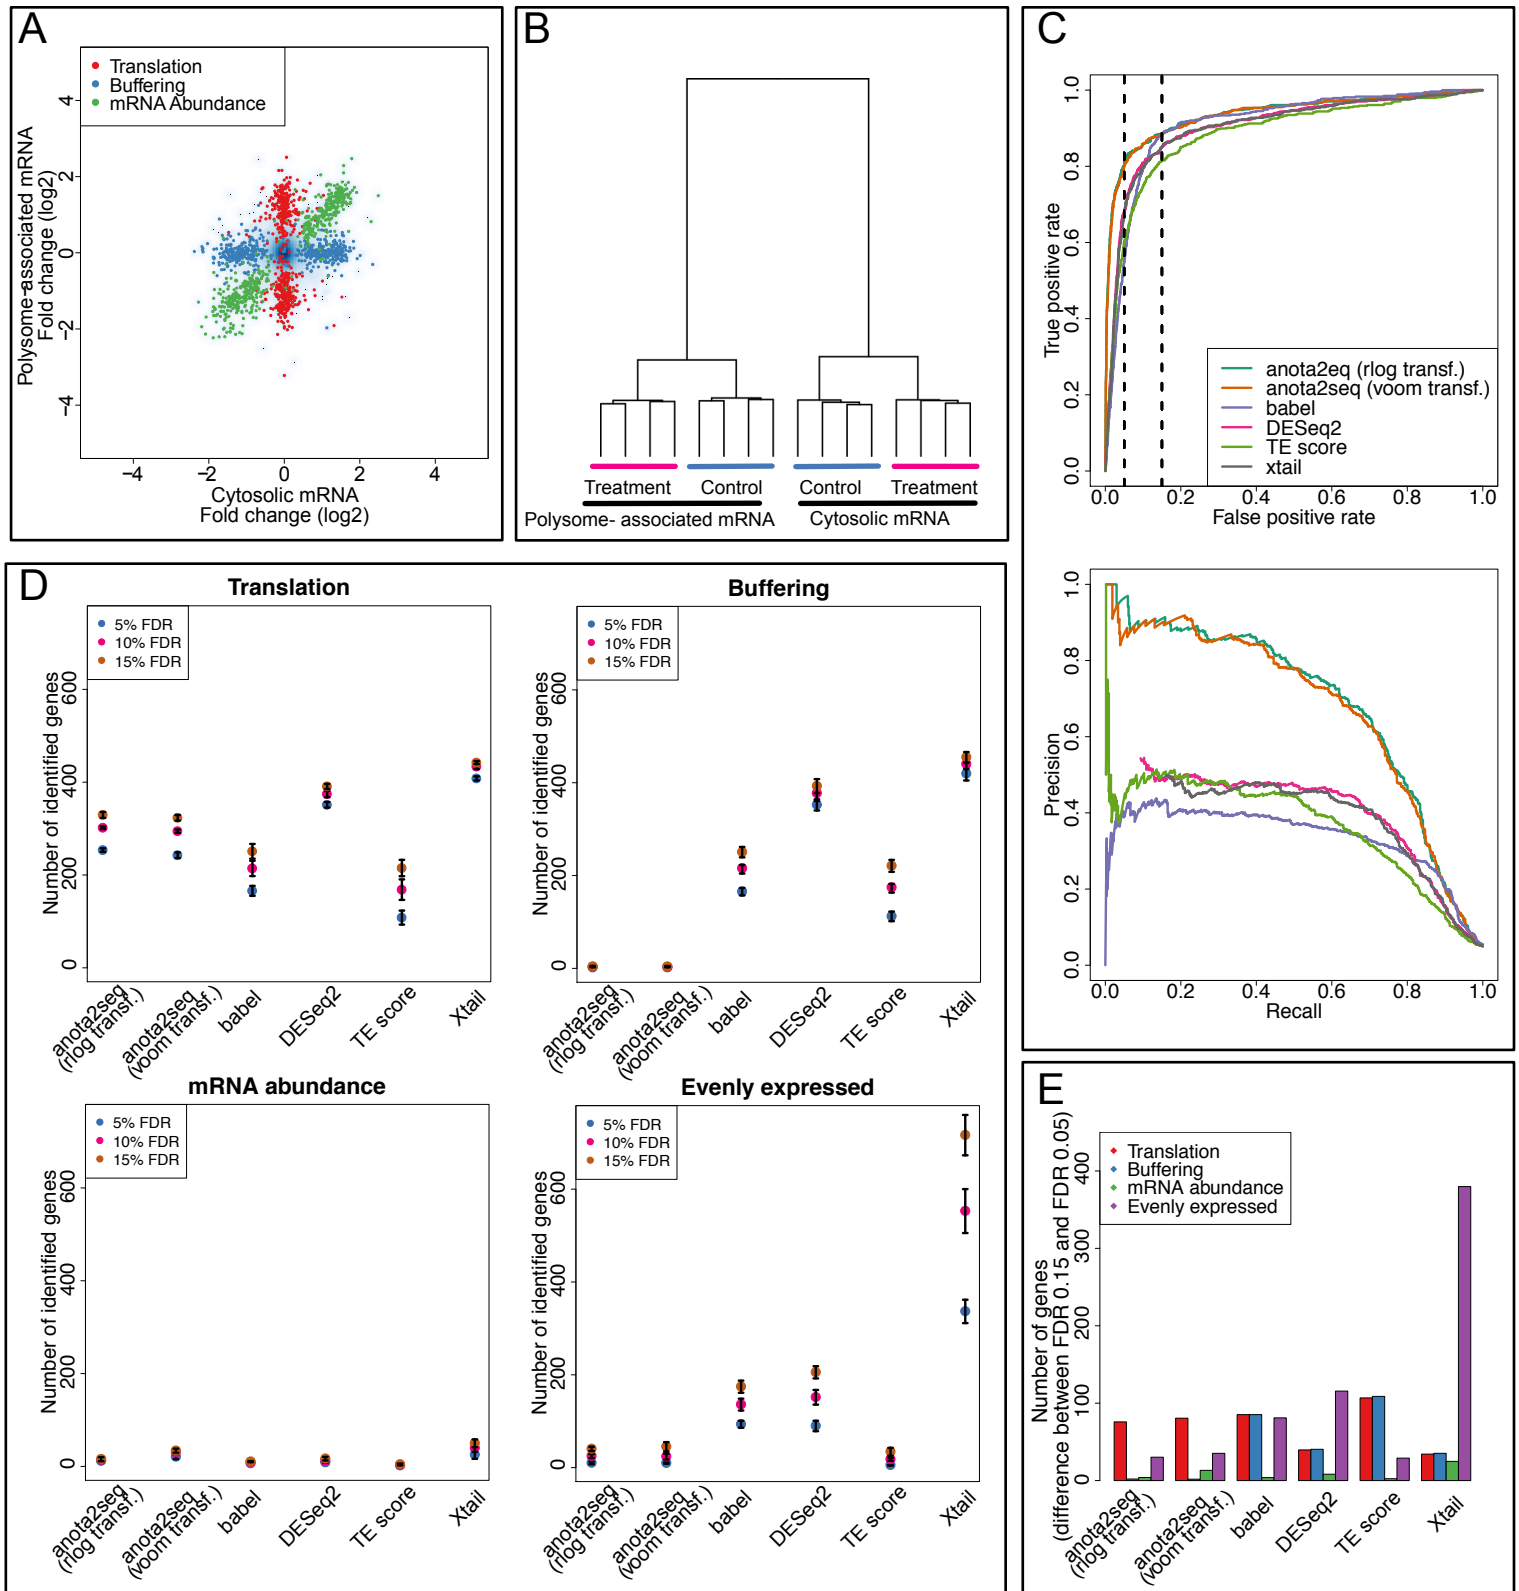 A
Translation
Buffering
mRNA Abundance
Polysome-associated mRNA
Fold change (log2)
4
2
0
−2
−4
−4
−2
0
2
4
Cytosolic mRNA
Fold change (log2)
B
Treatment
Control
Control
Treatment
Polysome- associated mRNA
Cytosolic mRNA
C
True positive rate
0.0
0.2
0.4
0.6
0.8
1.0
anota2eq (rlog transf.)
anota2seq (voom transf.)
babel
DESeq2
TE score
xtail
0.0
0.2
0.4
0.6
0.8
1.0
False positive rate
Precision
0.0
0.2
0.4
0.6
0.8
1.0
0.0
0.2
0.4
0.6
0.8
1.0
Recall
D
Translation
5% FDR
10% FDR
15% FDR
Number of identified genes
0
200
400
600
anota2seq
(rlog transf.)
anota2seq
(voom transf.)
babel
DESeq2
TE score
Xtail
Buffering
5% FDR
10% FDR
15% FDR
Number of identified genes
0
200
400
600
anota2seq
(rlog transf.)
anota2seq
(voom transf.)
babel
DESeq2
TE score
Xtail
mRNA abundance
5% FDR
10% FDR
15% FDR
Number of identified genes
0
200
400
600
anota2seq
(rlog transf.)
anota2seq
(voom transf.)
babel
DESeq2
TE score
Xtail
Evenly expressed
5% FDR
10% FDR
15% FDR
Number of identified genes
0
200
400
600
anota2seq
(rlog transf.)
anota2seq
(voom transf.)
babel
DESeq2
TE score
Xtail
E
Number of genes
(difference between FDR 0.15 and FDR 0.05)
0
100
200
300
400
Translation
Buffering
mRNA abundance
Evenly expressed
anota2seq
(rlog transf.)
anota2seq
(voom transf.)
babel
DESeq2
TE score
Xtail